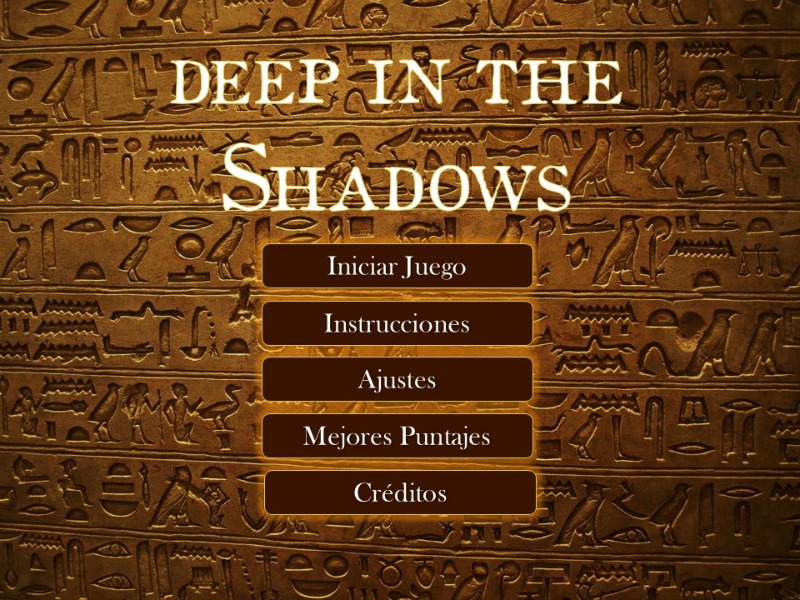 DEEP IN THE
SHADOWS
Iniciar Juego
Instrucciones
Ajustes
Mejores Puntajes
Créditos